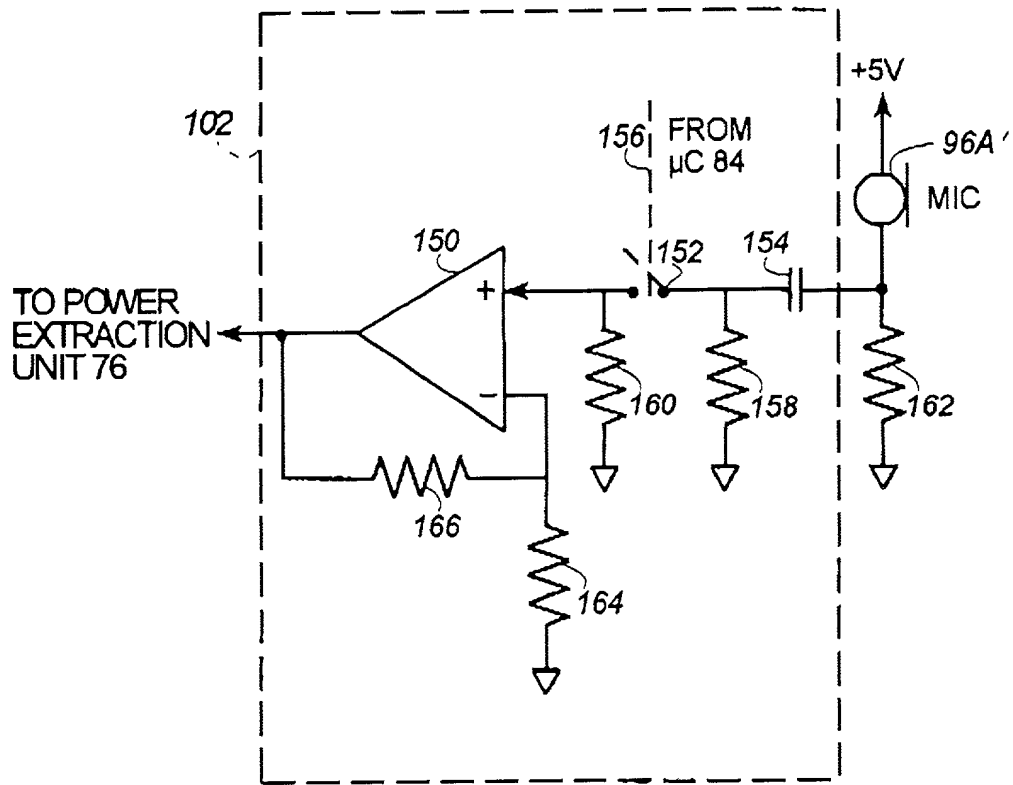 +5V
102
156
FROM
µC 84
96A'
MIC
150
152
154
+
TO POWER
EXTRACTION
UNIT 76
−
160
158
162
166
164